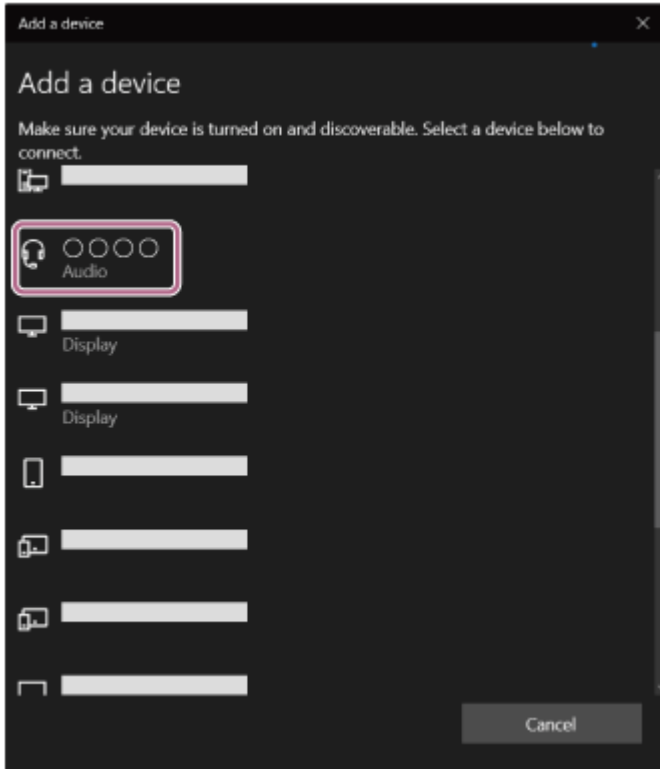 Add a device
Add a device
Make sure your device is turned on and discoverable. Select a device below to
connect.
○○○○
Audio
Display
Display
Cancel